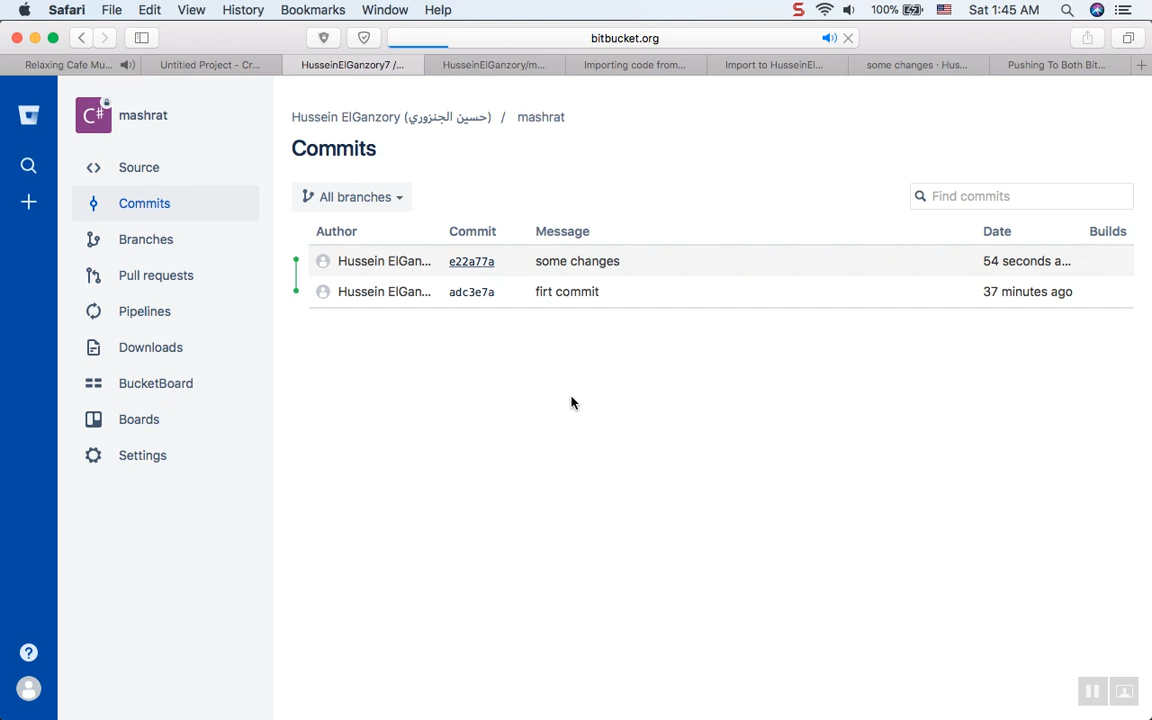 Safari File Edit View History Bookmarks Window Help S 100% Sat 1:45 AM
bitbucket.org
Relaxing Cafe Mu... Untitled Project - Cr... HusseinElGanzory7 /... HusseinElGanzory/m... Importing code from... Import to HusseinEl... some changes · Hus... Pushing To Both Bit...
C# mashrat
Source
Commits
Branches
Pull requests
Pipelines
Downloads
BucketBoard
Boards
Settings
Hussein ElGanzory (حسين الجنزوري) / mashrat
Commits
All branches
Find commits
Author Commit Message Date Builds
Hussein ElGan... e22a77a some changes 54 seconds a...
Hussein ElGan... adc3e7a firt commit 37 minutes ago